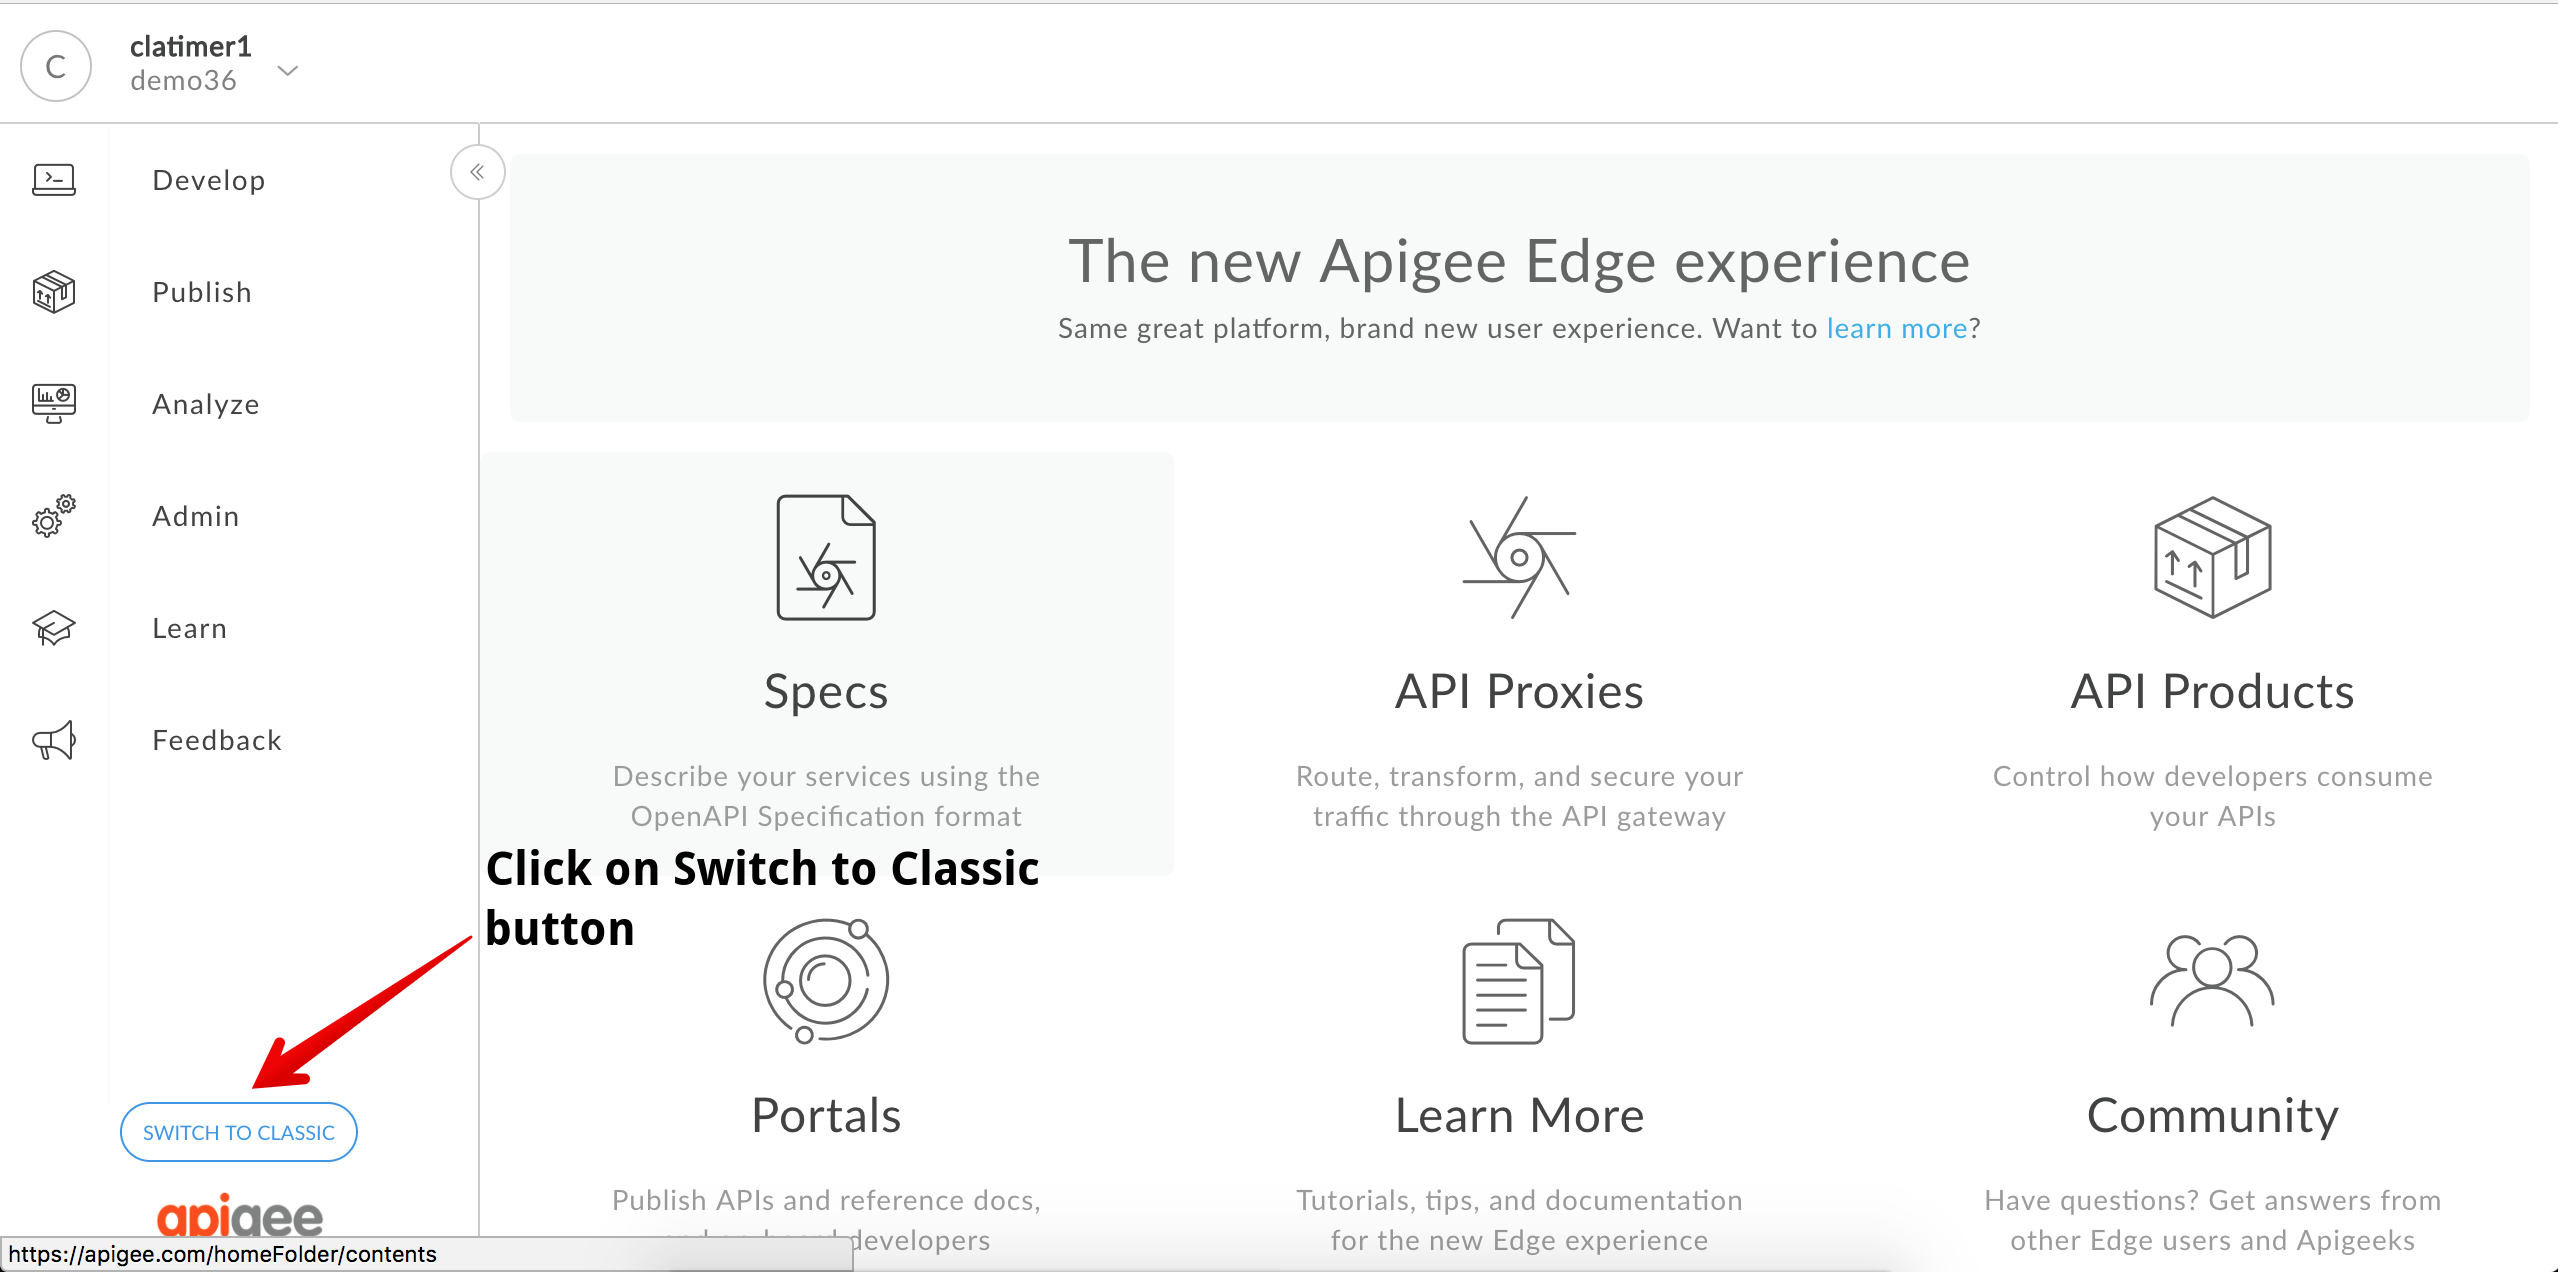 C
clatimer1
demo36
Develop
Publish
Analyze
Admin
Learn
Feedback
SWITCH TO CLASSIC
apigee
https://apigee.com/homeFolder/contents
The new Apigee Edge experience
Same great platform, brand new user experience. Want to learn more?
Specs
Describe your services using the
OpenAPI Specification format
API Proxies
Route, transform, and secure your
traffic through the API gateway
API Products
Control how developers consume
your APIs
Click on Switch to Classic
button
Portals
Publish APIs and reference docs,
developers
Learn More
Tutorials, tips, and documentation
for the new Edge experience
Community
Have questions? Get answers from
other Edge users and Apigeeks